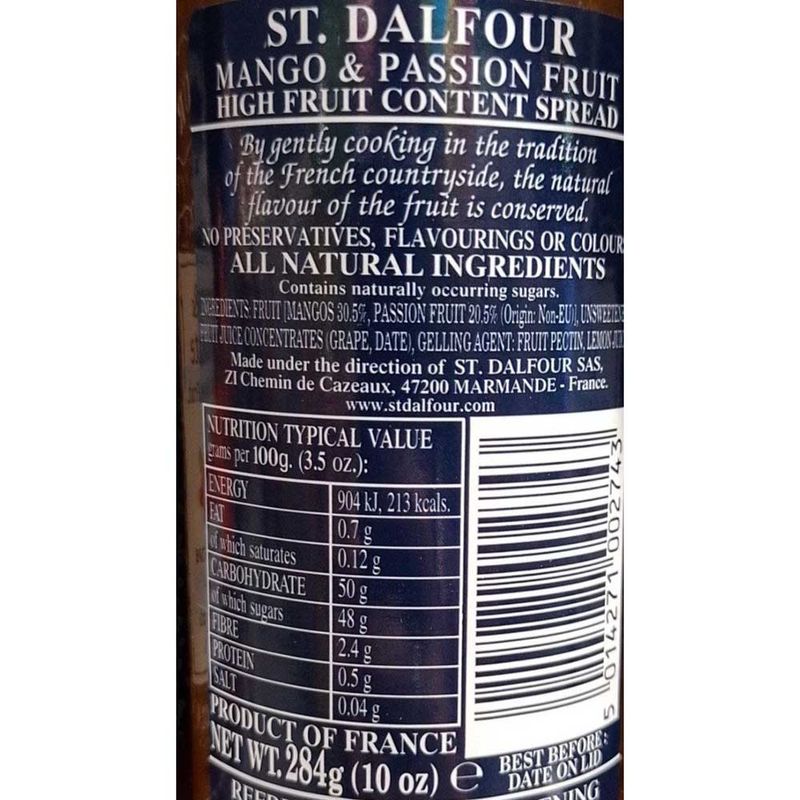 ST. DALFOUR
MANGO & PASSION FRUIT
HIGH FRUIT CONTENT SPREAD
By gently cooking in the tradition
of the French countryside, the natural
flavour of the fruit is conserved.
NO PRESERVATIVES, FLAVOURINGS OR COLOURS
ALL NATURAL INGREDIENTS
Contains naturally occurring sugars.
INGREDIENTS: FRUIT [MANGOS 30.5%, PASSION FRUIT 20.5% (Origin: Non-EU)], UNSWEETENED
FRUIT JUICE CONCENTRATES (GRAPE, DATE), GELLING AGENT: FRUIT PECTIN, LEMON JUICE
Made under the direction of ST. DALFOUR SAS,
ZI Chemin de Cazeaux, 47200 MARMANDE - France.
www.stdalfour.com
NUTRITION TYPICAL VALUE
grams per 100g. (3.5 oz.):
ENERGY 904 kJ, 213 kcals.
FAT 0.7 g
of which saturates 0.12 g
CARBOHYDRATE 50 g
of which sugars 48 g
FIBRE 2.4 g
PROTEIN 0.5 g
SALT 0.04 g
5 014271 002743
PRODUCT OF FRANCE
NET WT. 284g (10 oz) e
BEST BEFORE :
DATE ON LID